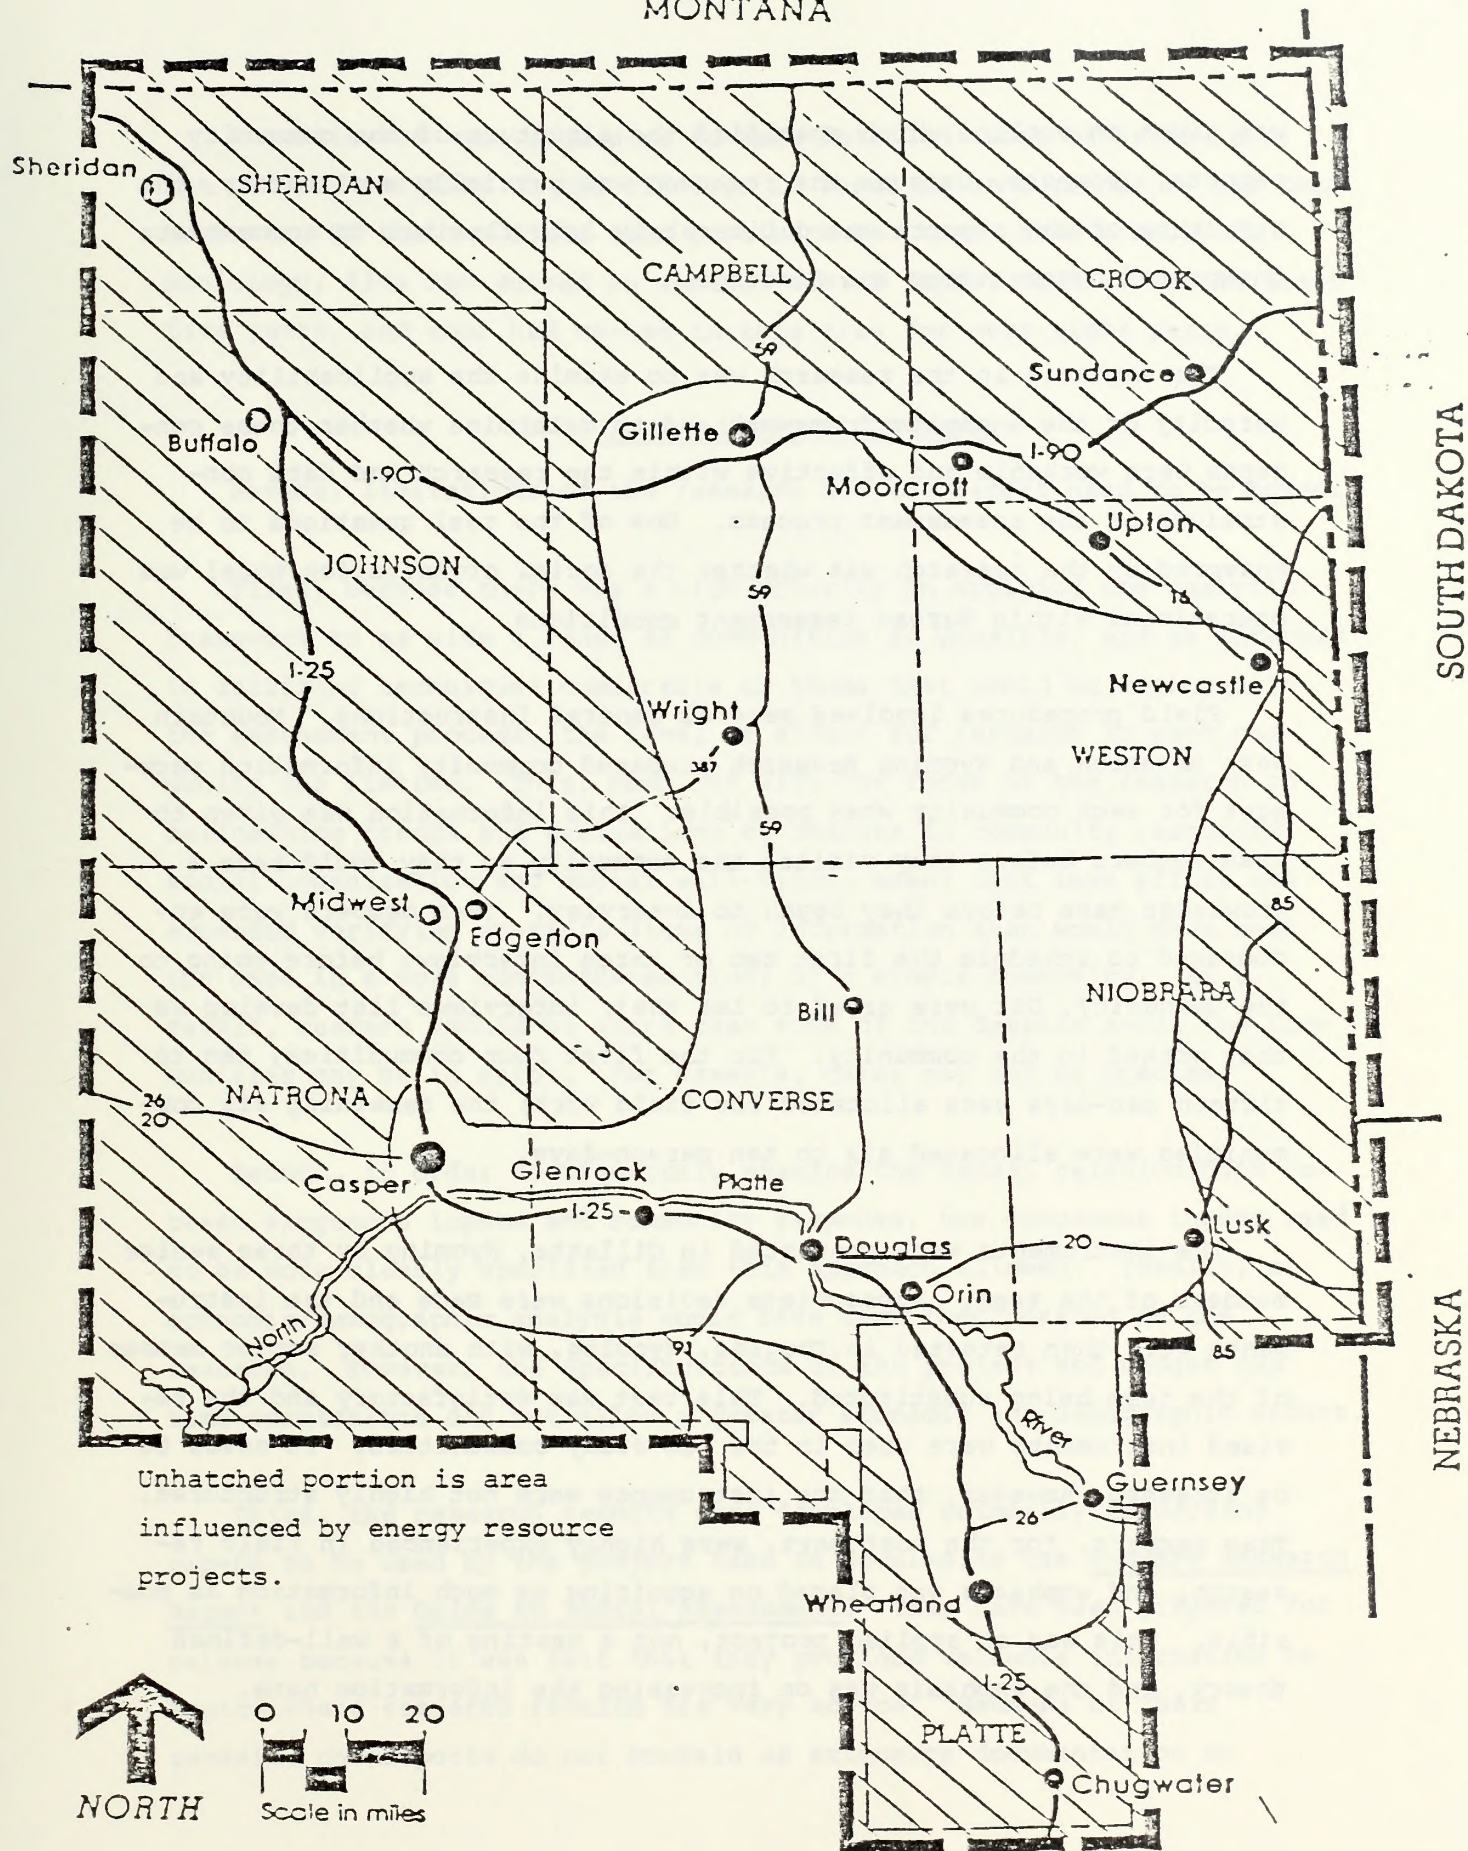 MONTANA
Sheridan
SHERIDAN
CAMPBELL
CROOK
59
Sundance
Buffalo
Gillette
I-90
I-90
Moorcroft
Upton
SOUTH DAKOTA
JOHNSON
59
16
I-25
Newcastle
Wright
WESTON
387
59
Midwest
Edgerton
85
Bill
NIOBRARA
26
20
NATRONA
CONVERSE
Casper
Glenrock
Platte
I-25
Lusk
Douglas
20
Orin
North
91
85
NEBRASKA
River
Unhatched portion is area
influenced by energy resource
projects.
Guernsey
26
Wheatland
I-25
PLATTE
Chugwater
0 10 20
NORTH
Scale in miles